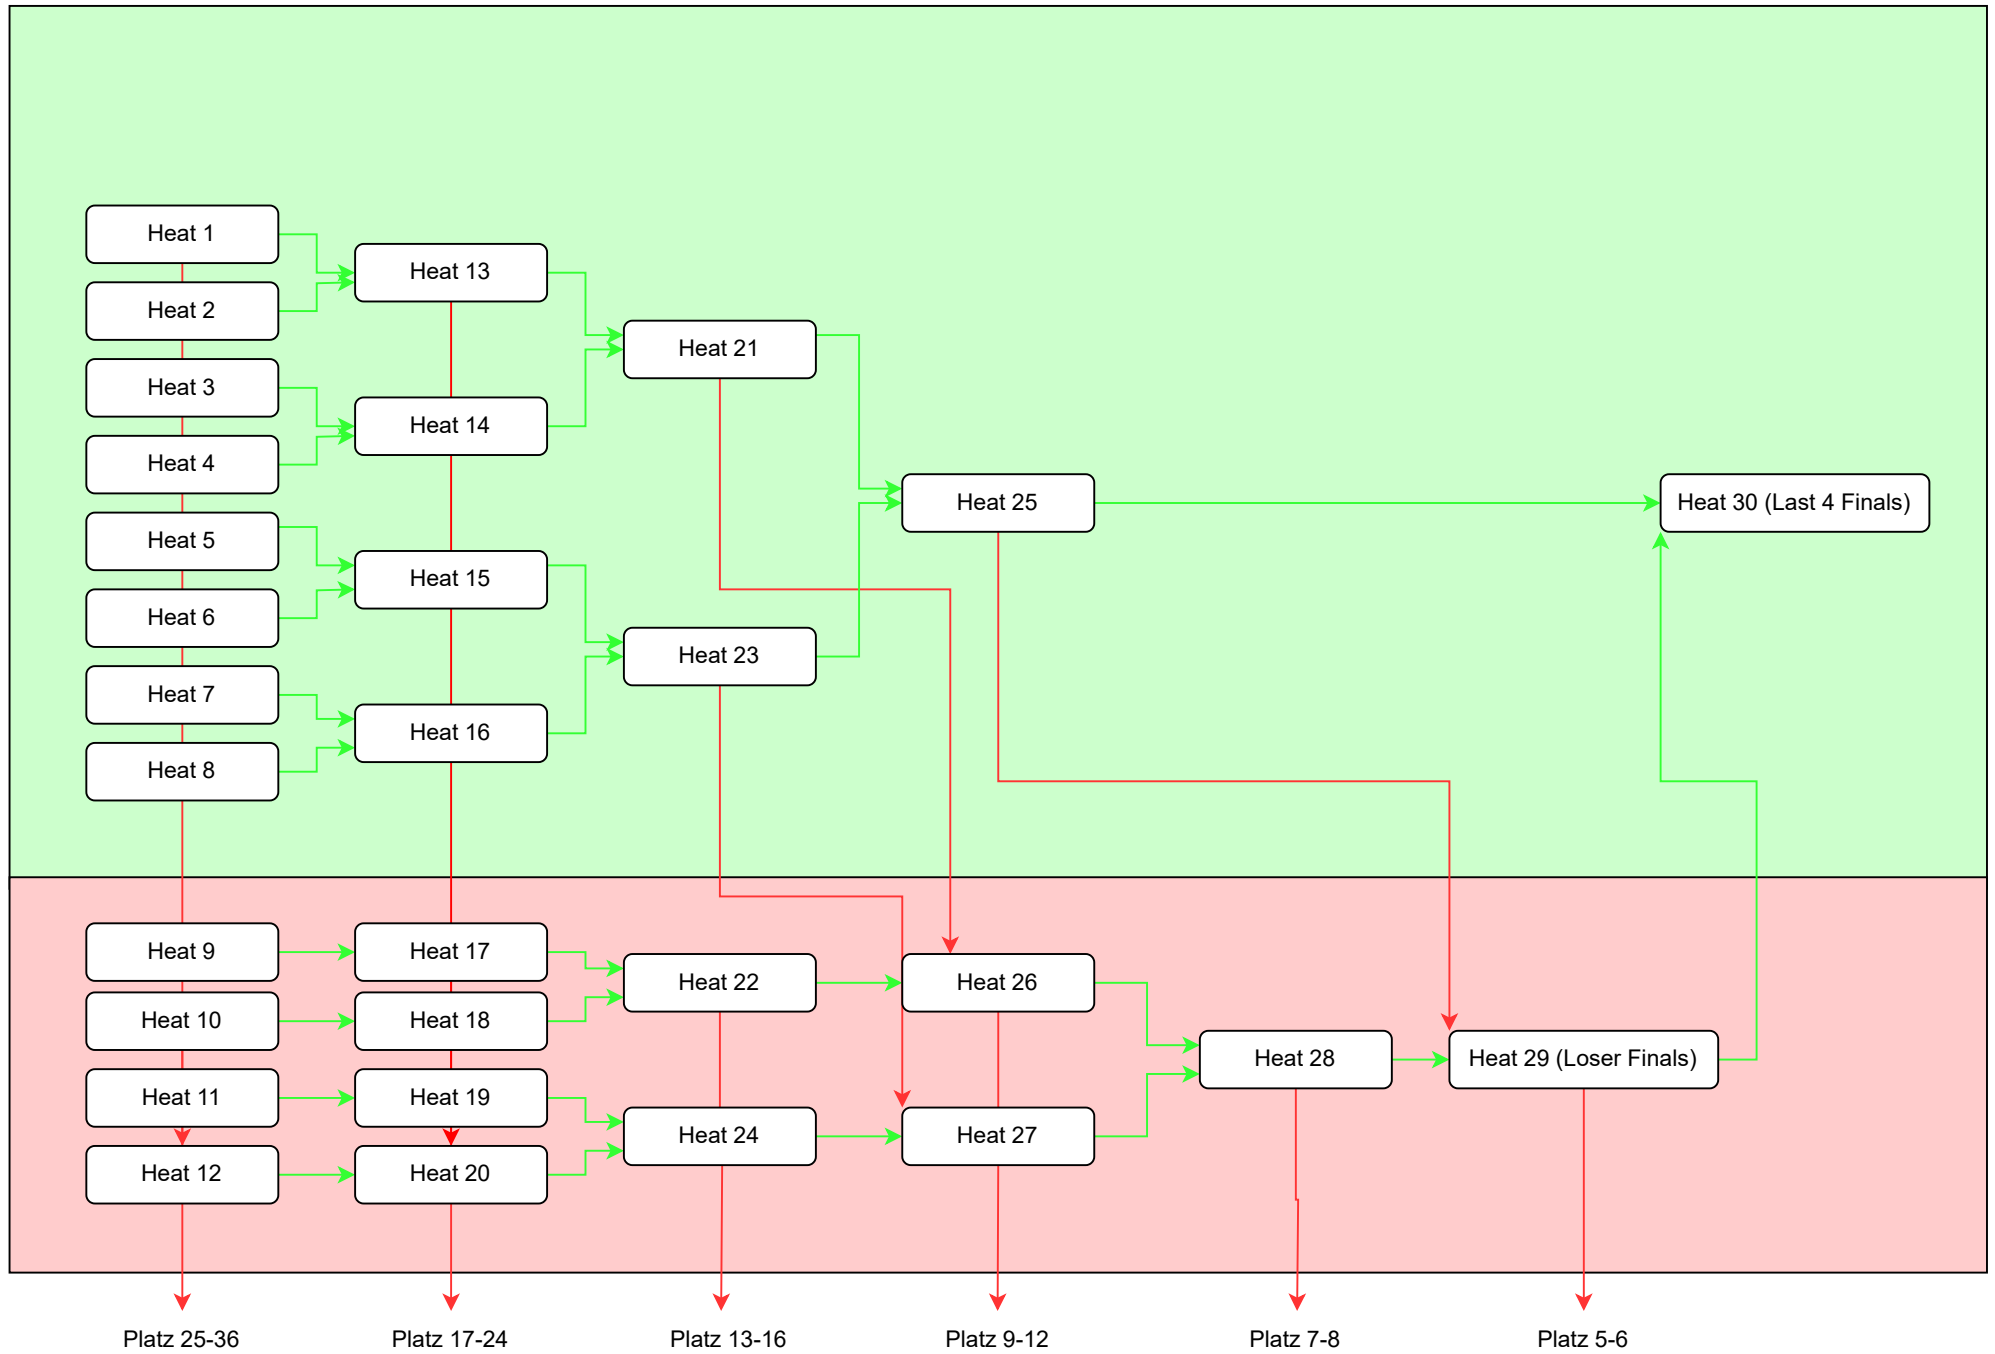 Heat 1
Heat 2
Heat 3
Heat 4
Heat 5
Heat 6
Heat 7
Heat 8
Heat 13
Heat 14
Heat 15
Heat 16
Heat 21
Heat 23
Heat 25
Heat 30 (Last 4 Finals)
Heat 9
Heat 10
Heat 11
Heat 12
Heat 17
Heat 18
Heat 19
Heat 20
Heat 22
Heat 24
Heat 26
Heat 27
Heat 28
Heat 29 (Loser Finals)
Platz 25-36
Platz 17-24
Platz 13-16
Platz 9-12
Platz 7-8
Platz 5-6